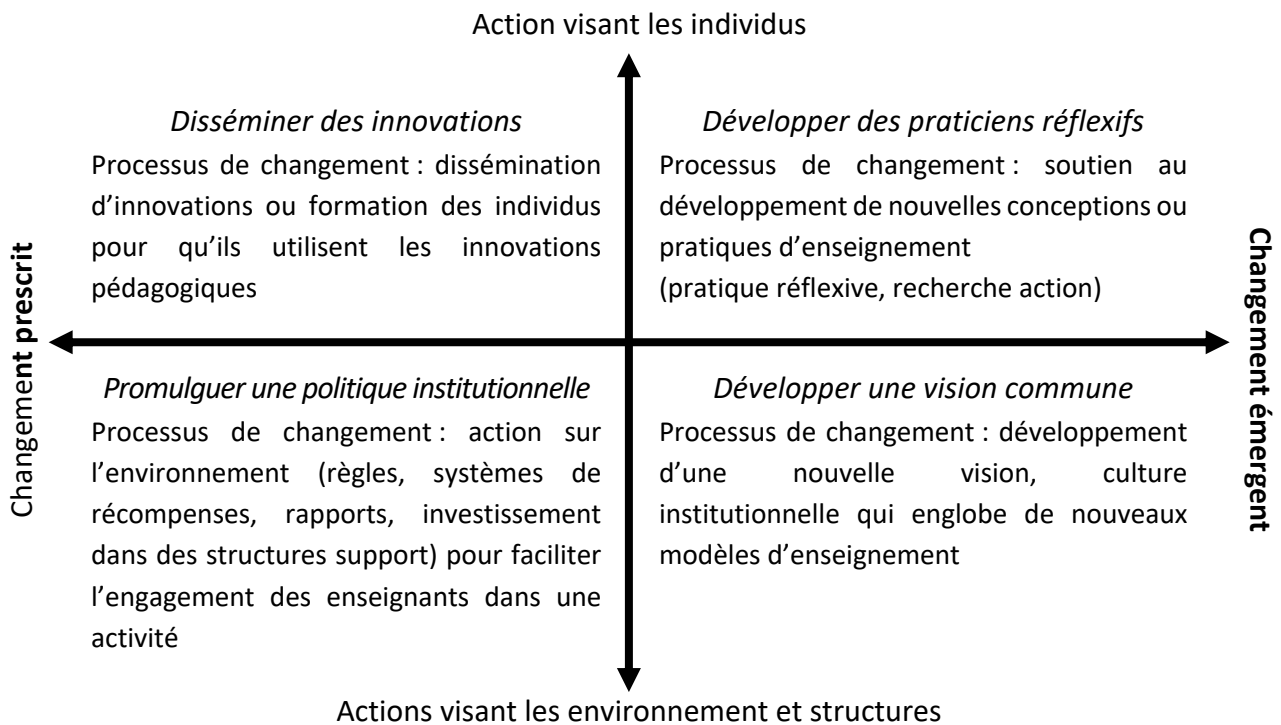 Action visant les individus
Disséminer des innovations
Processus de changement : dissémination
d’innovations ou formation des individus
pour qu’ils utilisent les innovations
pédagogiques
Développer des praticiens réflexifs
Processus de changement : soutien au
développement de nouvelles conceptions ou
pratiques d’enseignement
(pratique réflexive, recherche action)
Changement prescrit
Changement émergent
Promulguer une politique institutionnelle
Processus de changement : action sur
l’environnement (règles, systèmes de
récompenses, rapports, investissement
dans des structures support) pour faciliter
l’engagement des enseignants dans une
activité
Développer une vision commune
Processus de changement : développement
d’une nouvelle vision, culture
institutionnelle qui englobe de nouveaux
modèles d’enseignement
Actions visant les environnement et structures